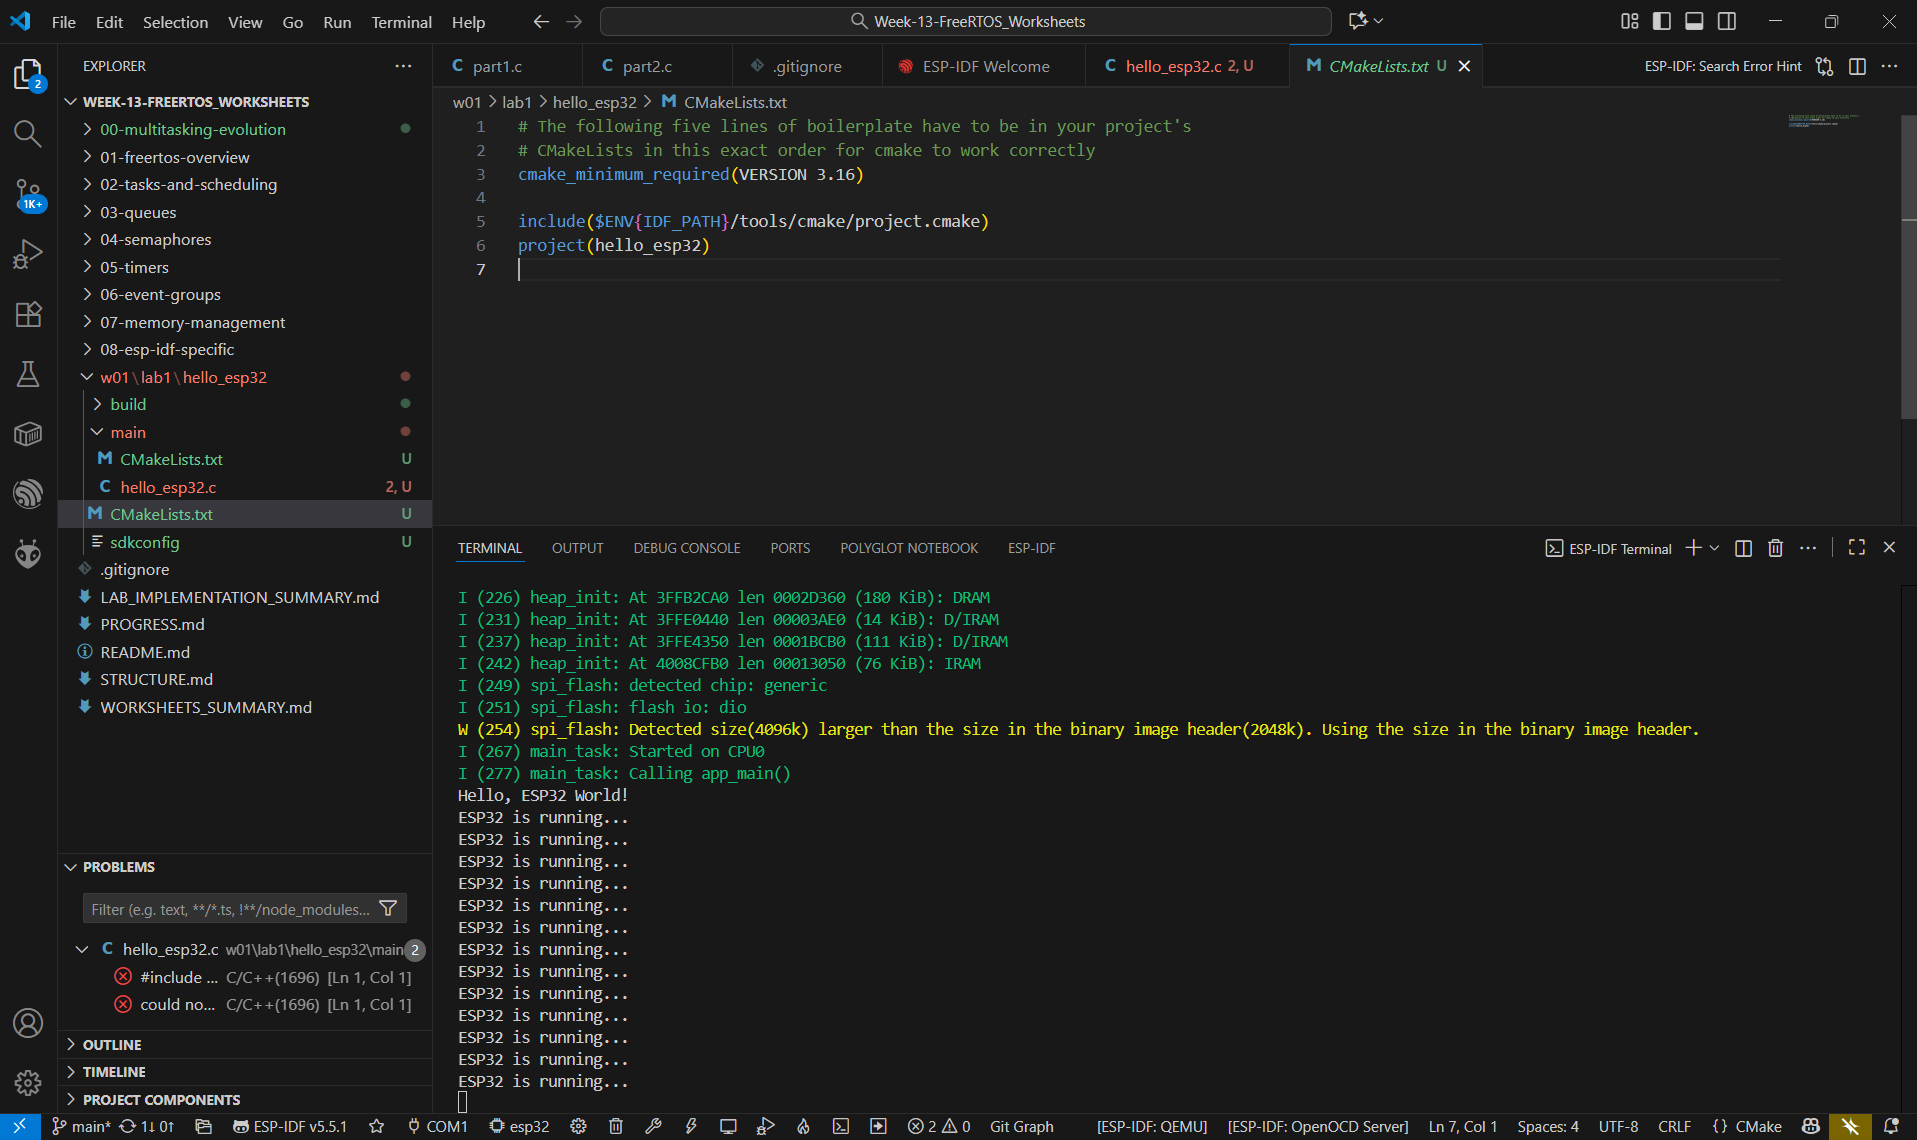 File Edit Selection View Go Run Terminal Help
Week-13-FreeRTOS_Worksheets
EXPLORER
WEEK-13-FREERTOS_WORKSHEETS
00-multitasking-evolution
01-freertos-overview
02-tasks-and-scheduling
03-queues
04-semaphores
05-timers
06-event-groups
07-memory-management
08-esp-idf-specific
w01\lab1\hello_esp32
build
main
CMakeLists.txt U
hello_esp32.c 2, U
CMakeLists.txt U
sdkconfig U
.gitignore
LAB_IMPLEMENTATION_SUMMARY.md
PROGRESS.md
README.md
STRUCTURE.md
WORKSHEETS_SUMMARY.md
2
1K+
PROBLEMS
Filter (e.g. text, **/*.ts, !**/node_modules...
hello_esp32.c w01\lab1\hello_esp32\main 2
#include ... C/C++(1696) [Ln 1, Col 1]
could no... C/C++(1696) [Ln 1, Col 1]
OUTLINE
TIMELINE
PROJECT COMPONENTS
part1.c part2.c .gitignore ESP-IDF Welcome hello_esp32.c 2, U CMakeLists.txt U ESP-IDF: Search Error Hint
w01 > lab1 > hello_esp32 > CMakeLists.txt
1 # The following five lines of boilerplate have to be in your project's
2 # CMakeLists in this exact order for cmake to work correctly
3 cmake_minimum_required(VERSION 3.16)
4
5 include($ENV{IDF_PATH}/tools/cmake/project.cmake)
6 project(hello_esp32)
7
TERMINAL OUTPUT DEBUG CONSOLE PORTS POLYGLOT NOTEBOOK ESP-IDF ESP-IDF Terminal
I (226) heap_init: At 3FFB2CA0 len 0002D360 (180 KiB): DRAM
I (231) heap_init: At 3FFE0440 len 00003AE0 (14 KiB): D/IRAM
I (237) heap_init: At 3FFE4350 len 0001BCB0 (111 KiB): D/IRAM
I (242) heap_init: At 4008CFB0 len 00013050 (76 KiB): IRAM
I (249) spi_flash: detected chip: generic
I (251) spi_flash: flash io: dio
W (254) spi_flash: Detected size(4096k) larger than the size in the binary image header(2048k). Using the size in the binary image header.
I (267) main_task: Started on CPU0
I (277) main_task: Calling app_main()
Hello, ESP32 World!
ESP32 is running...
ESP32 is running...
ESP32 is running...
ESP32 is running...
ESP32 is running...
ESP32 is running...
ESP32 is running...
ESP32 is running...
ESP32 is running...
ESP32 is running...
ESP32 is running...
ESP32 is running...
ESP32 is running...
main* 1↓ 0↑ ESP-IDF v5.5.1 COM1 esp32 2 0 Git Graph [ESP-IDF: QEMU] [ESP-IDF: OpenOCD Server] Ln 7, Col 1 Spaces: 4 UTF-8 CRLF {} CMake